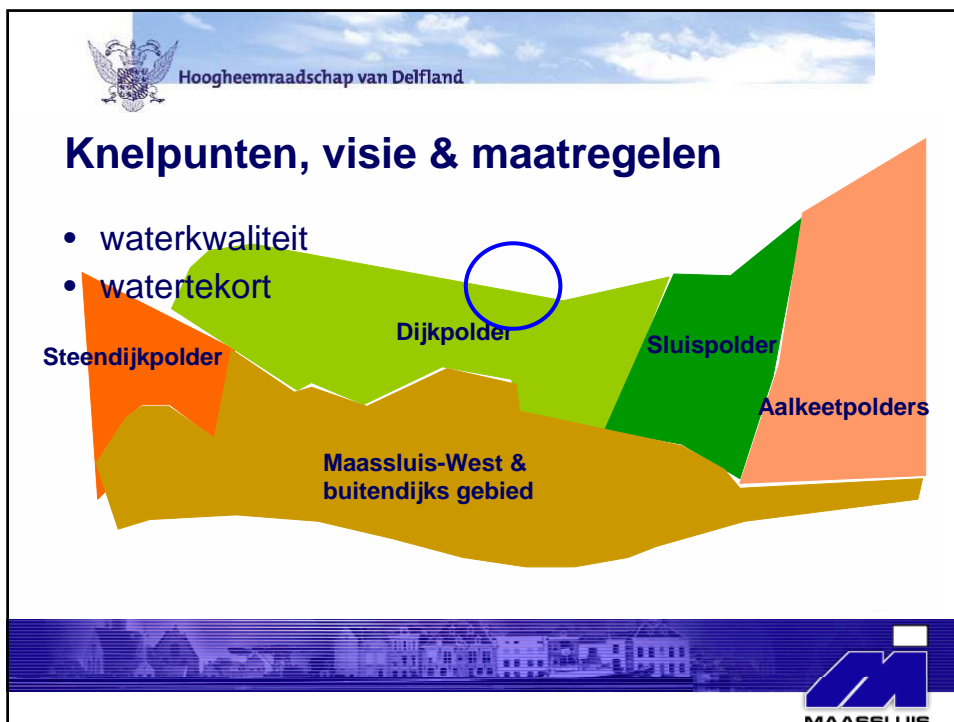 Hoogheemraadschap van Delfland
Knelpunten, visie & maatregelen
• waterkwaliteit
• watertekort
Steendijkpolder
Dijkpolder
Sluispolder
Aalkeetpolders
Maassluis-West &
buitendijks gebied
MAASSLUIS